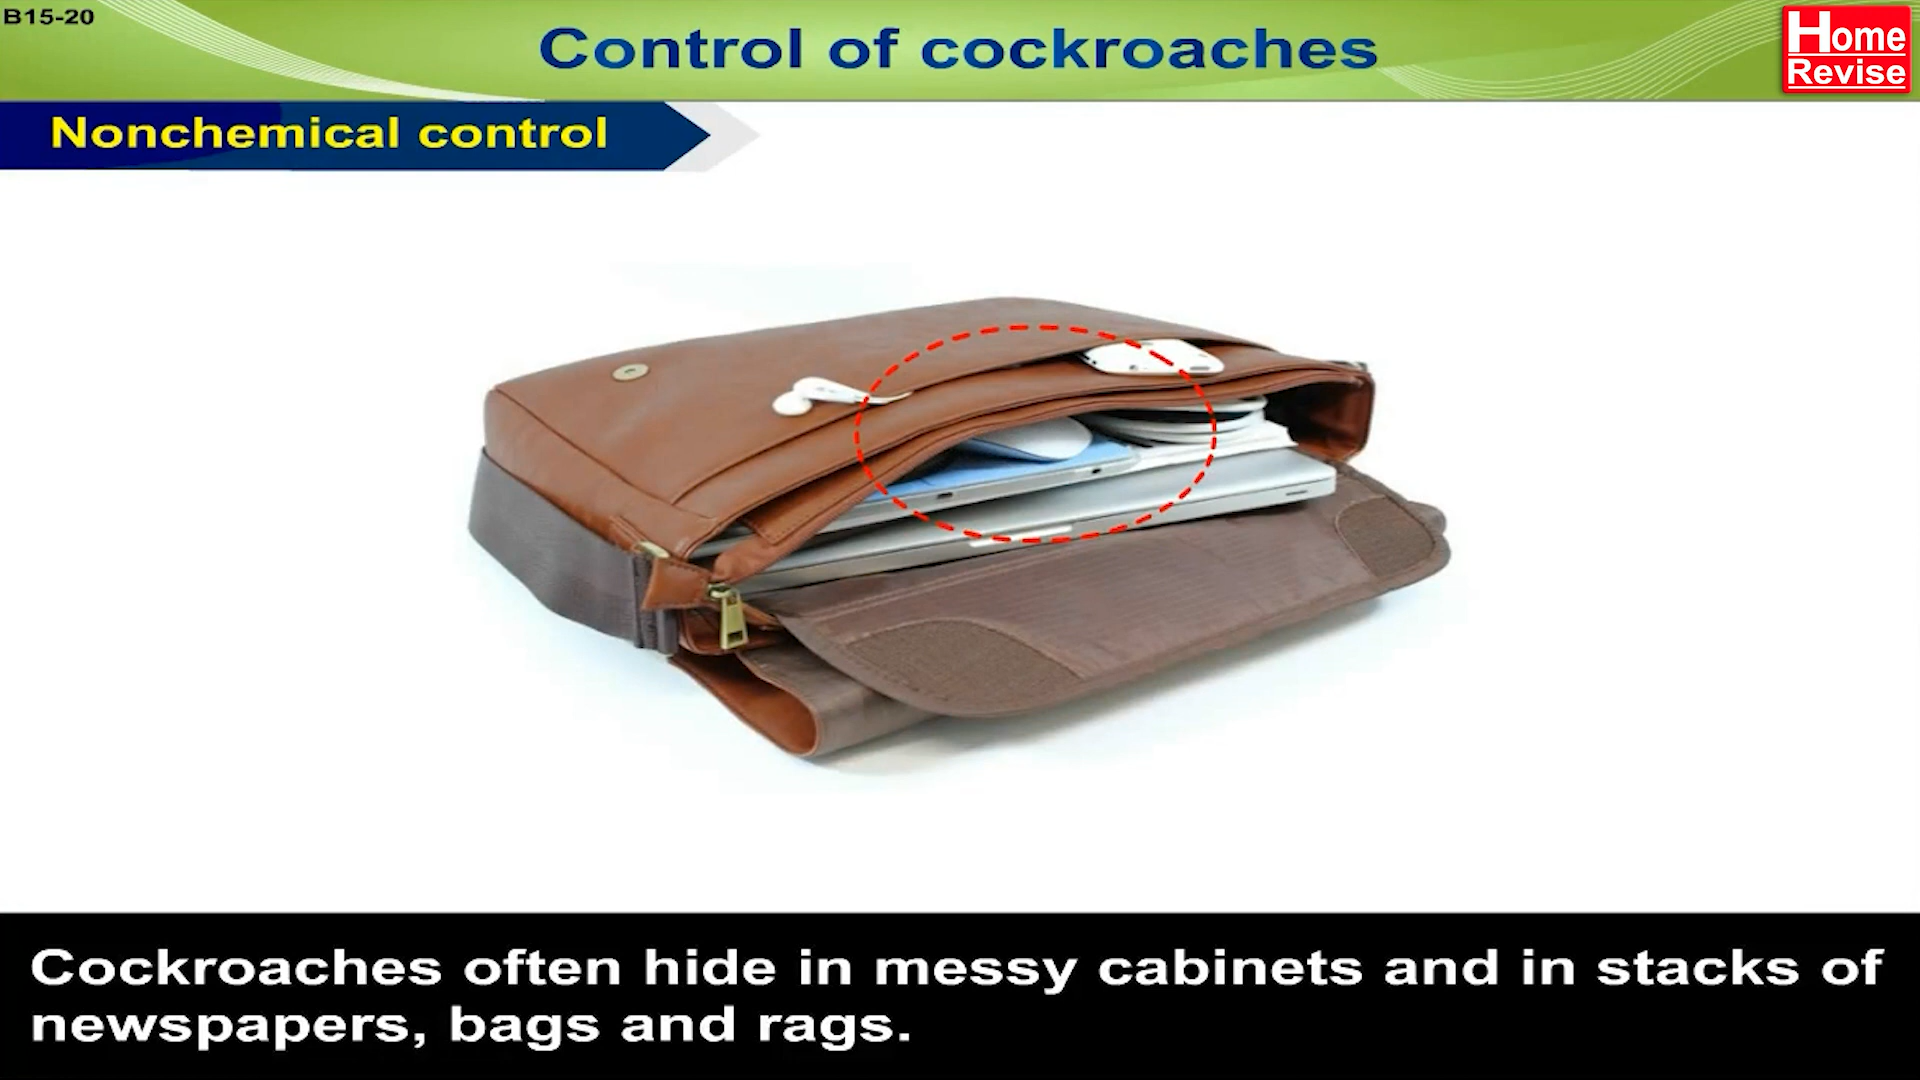 B15-20
Control of cockroaches
Home
Revise
Nonchemical control
Cockroaches often hide in messy cabinets and in stacks of
newspapers, bags and rags.